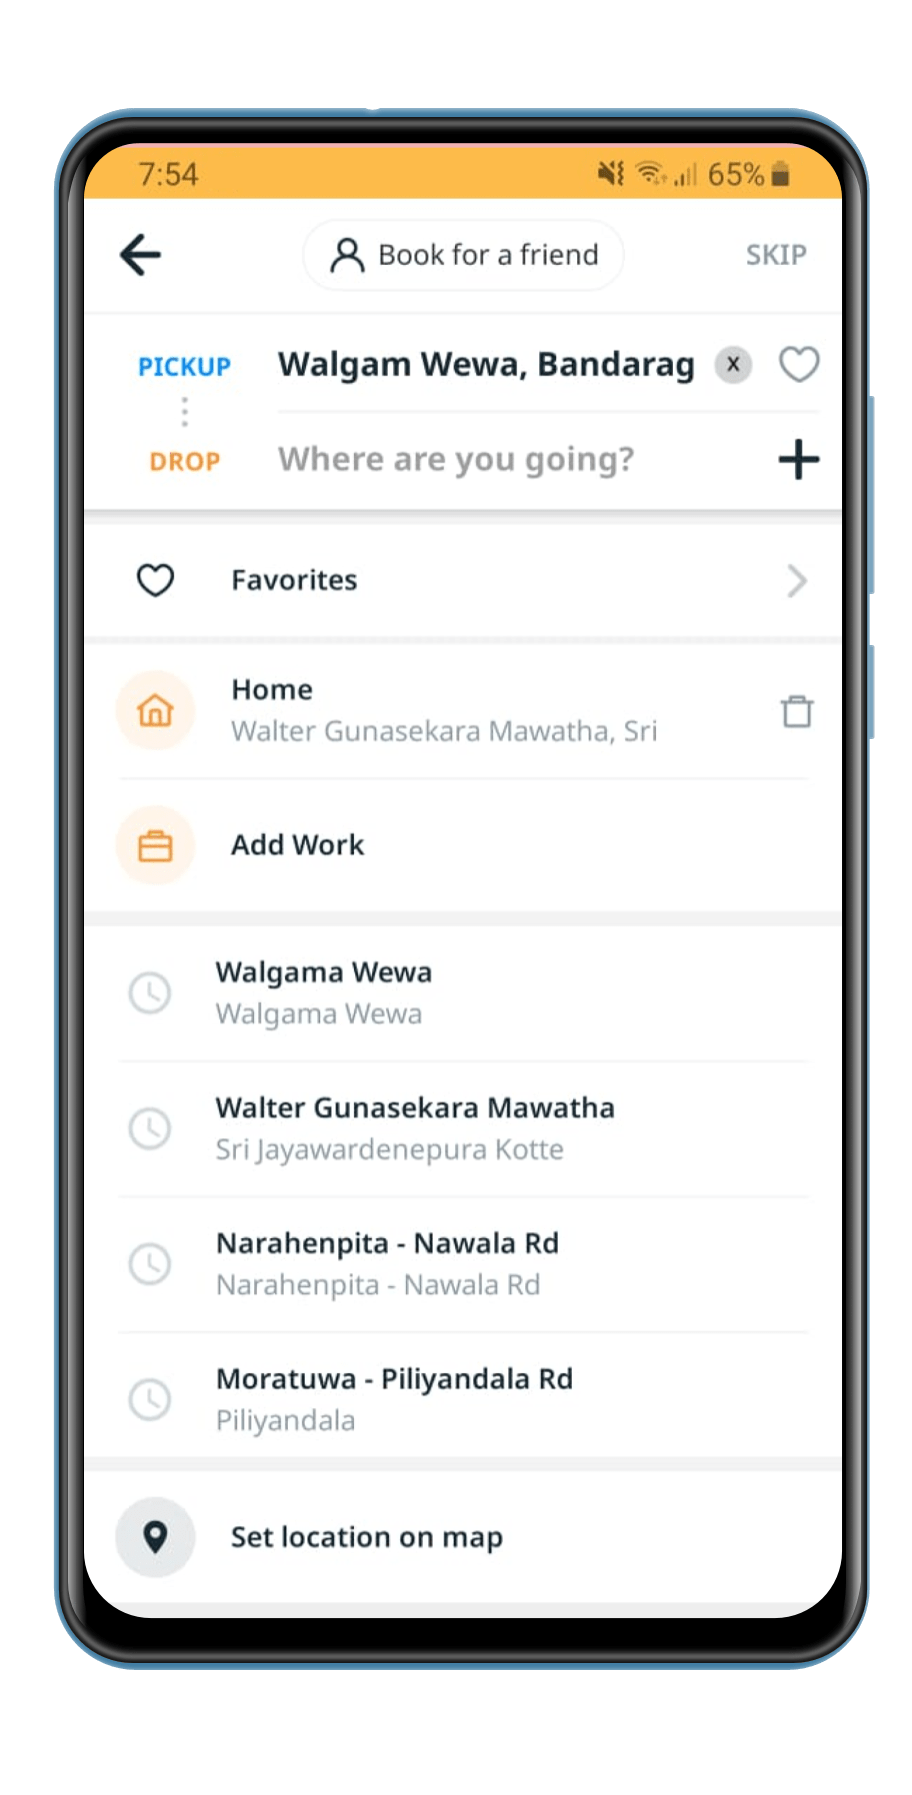 7:54 65%
Book for a friend SKIP
PICKUP Walgam Wewa, Bandarag X
DROP Where are you going?
Favorites
Home
Walter Gunasekara Mawatha, Sri
Add Work
Walgama Wewa
Walgama Wewa
Walter Gunasekara Mawatha
Sri Jayawardenepura Kotte
Narahenpita - Nawala Rd
Narahenpita - Nawala Rd
Moratuwa - Piliyandala Rd
Piliyandala
Set location on map